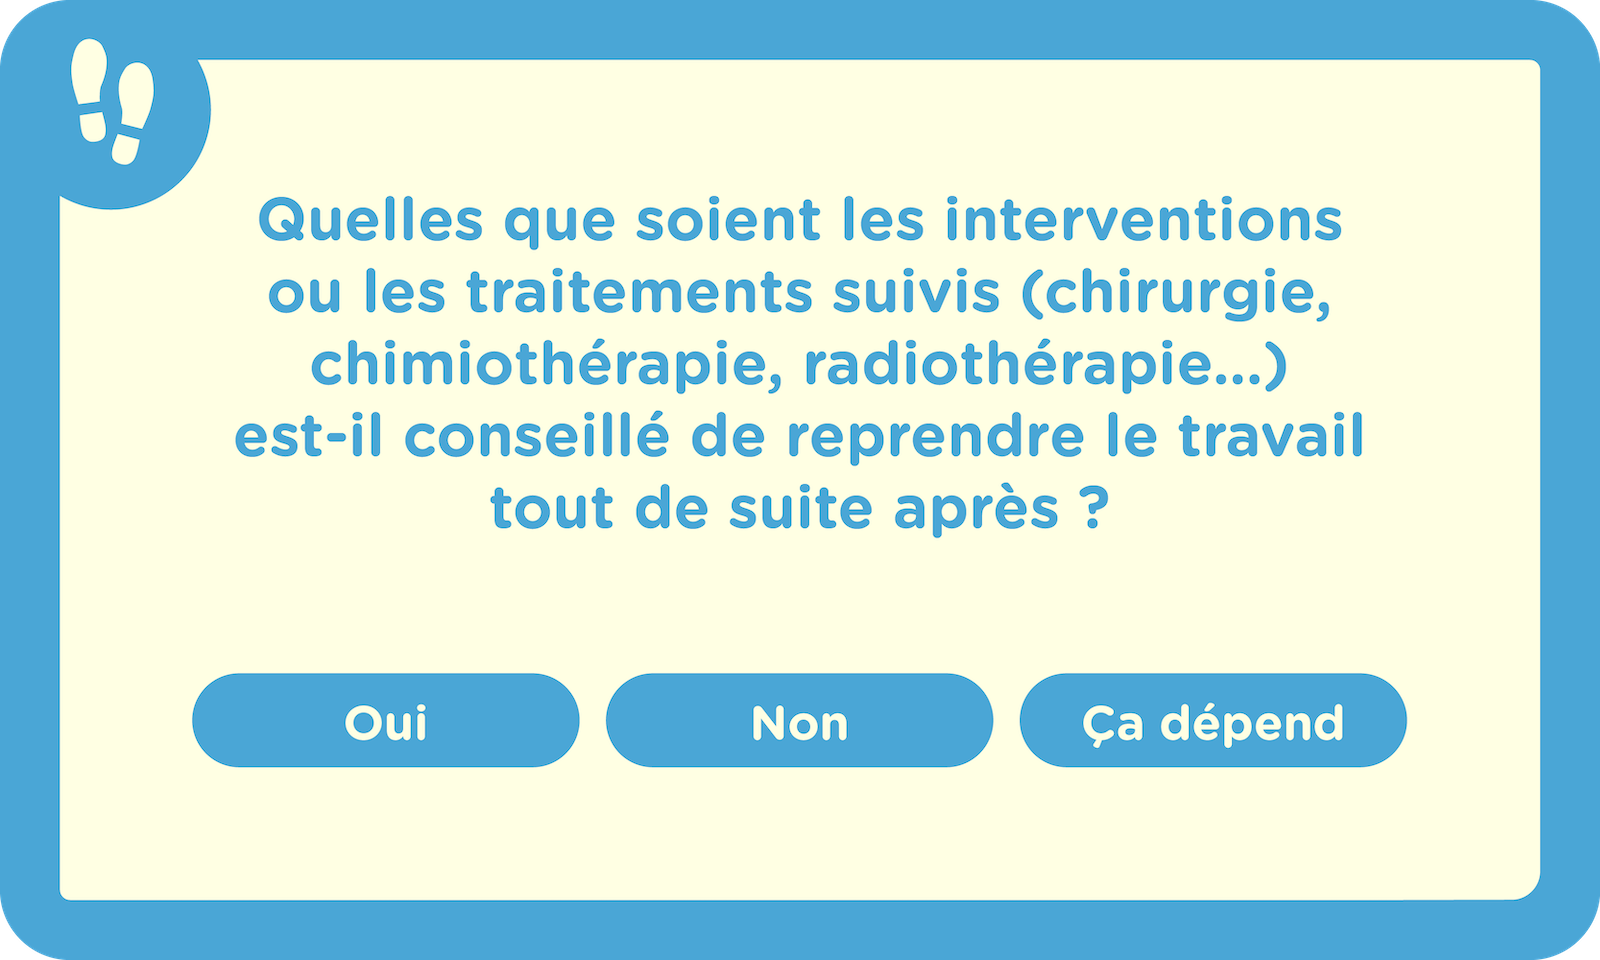 Quelles que soient les interventions
ou les traitements suivis (chirurgie,
chimiothérapie, radiothérapie...)
est-il conseillé de reprendre le travail
tout de suite après ?
Oui
Non
Ça dépend